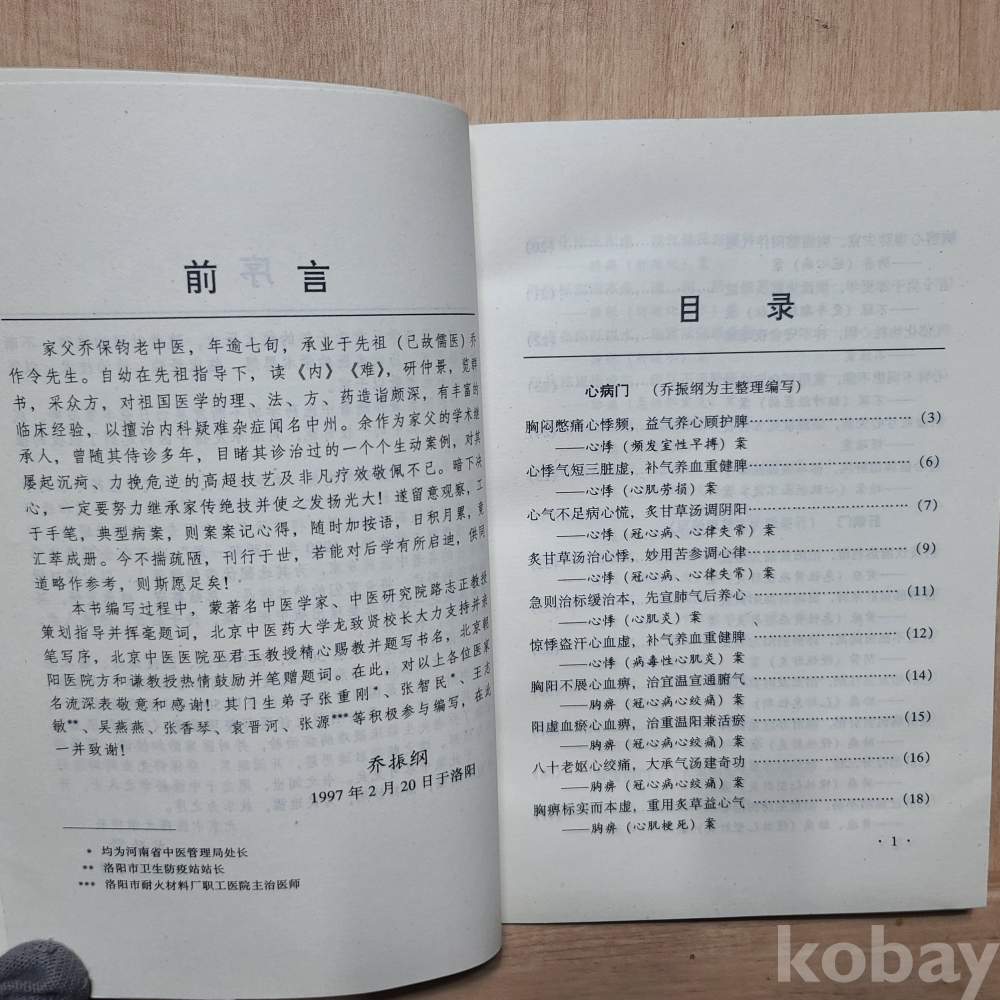 前 言
家父乔保钧老中医，年逾七旬，承业于先祖（已故儒医）乔
作令先生。自幼在先祖指导下，读《内》《难》，研仲景，览群
书，采众方，对祖国医学的理、法、方、药造诣颇深，有丰富的
临床经验，以擅治内科疑难杂症闻名中州。余作为家父的学术继
承人，曾随其侍诊多年，目睹其诊治过的一个个生动案例，对其
屡起沉疴、力挽危逆的高超技艺及非凡疗效敬佩不已。暗下决
心，一定要努力继承家传绝技并使之发扬光大！遂留意观察，工
于手笔，典型病案，则案案记心得，随时加按语，日积月累，竟
汇萃成册。今不揣疏陋，刊行于世，若能对后学有所启迪，供同
道略作参考，则斯愿足矣！
本书编写过程中，蒙著名中医学家、中医研究院路志正教授
策划指导并挥毫题词，北京中医药大学龙致贤校长大力支持并亲
笔写序，北京中医医院巫君玉教授精心赐教并题写书名，北京朝
阳医院方和谦教授热情鼓励并笔赠题词。在此，对以上各位医家
名流深表敬意和感谢！其门生弟子张重刚*、张智民*、王志
敏**、吴燕燕、张香琴、袁晋河、张源***等积极参与编写，在此
一并致谢！
乔振纲
1997 年 2 月 20 日于洛阳
* 均为河南省中医管理局处长
** 洛阳市卫生防疫站站长
*** 洛阳市耐火材料厂职工医院主治医师
目 录
心病门 （乔振纲为主整理编写）
胸闷憋痛心悸频，益气养心顾护脾……………………… (3)
——心悸（频发室性早搏）案
心悸气短三脏虚，补气养血重健脾……………………… (6)
——心悸（心肌劳损）案
心气不足病心慌，炙甘草汤调阴阳……………………… (7)
——心悸（冠心病、心律失常）案
炙甘草汤治心悸，妙用苦参调心律……………………… (9)
——心悸（冠心病、心律失常）案
急则治标缓治本，先宣肺气后养心……………………… (11)
——心悸（心肌炎）案
惊悸盗汗心血虚，补气养血重健脾……………………… (12)
——心悸（病毒性心肌炎）案
胸阳不展心血痹，治宜温宣通腑气……………………… (14)
——胸痹（冠心病心绞痛）案
阳虚血瘀心血痹，治重温阳兼活瘀……………………… (15)
——胸痹（冠心病心绞痛）案
八十老妪心绞痛，大承气汤建奇功……………………… (16)
——胸痹（冠心病心绞痛）案
胸痹标实而本虚，重用炙草益心气……………………… (18)
——胸痹（心肌梗死）案
· 1 ·
kobay